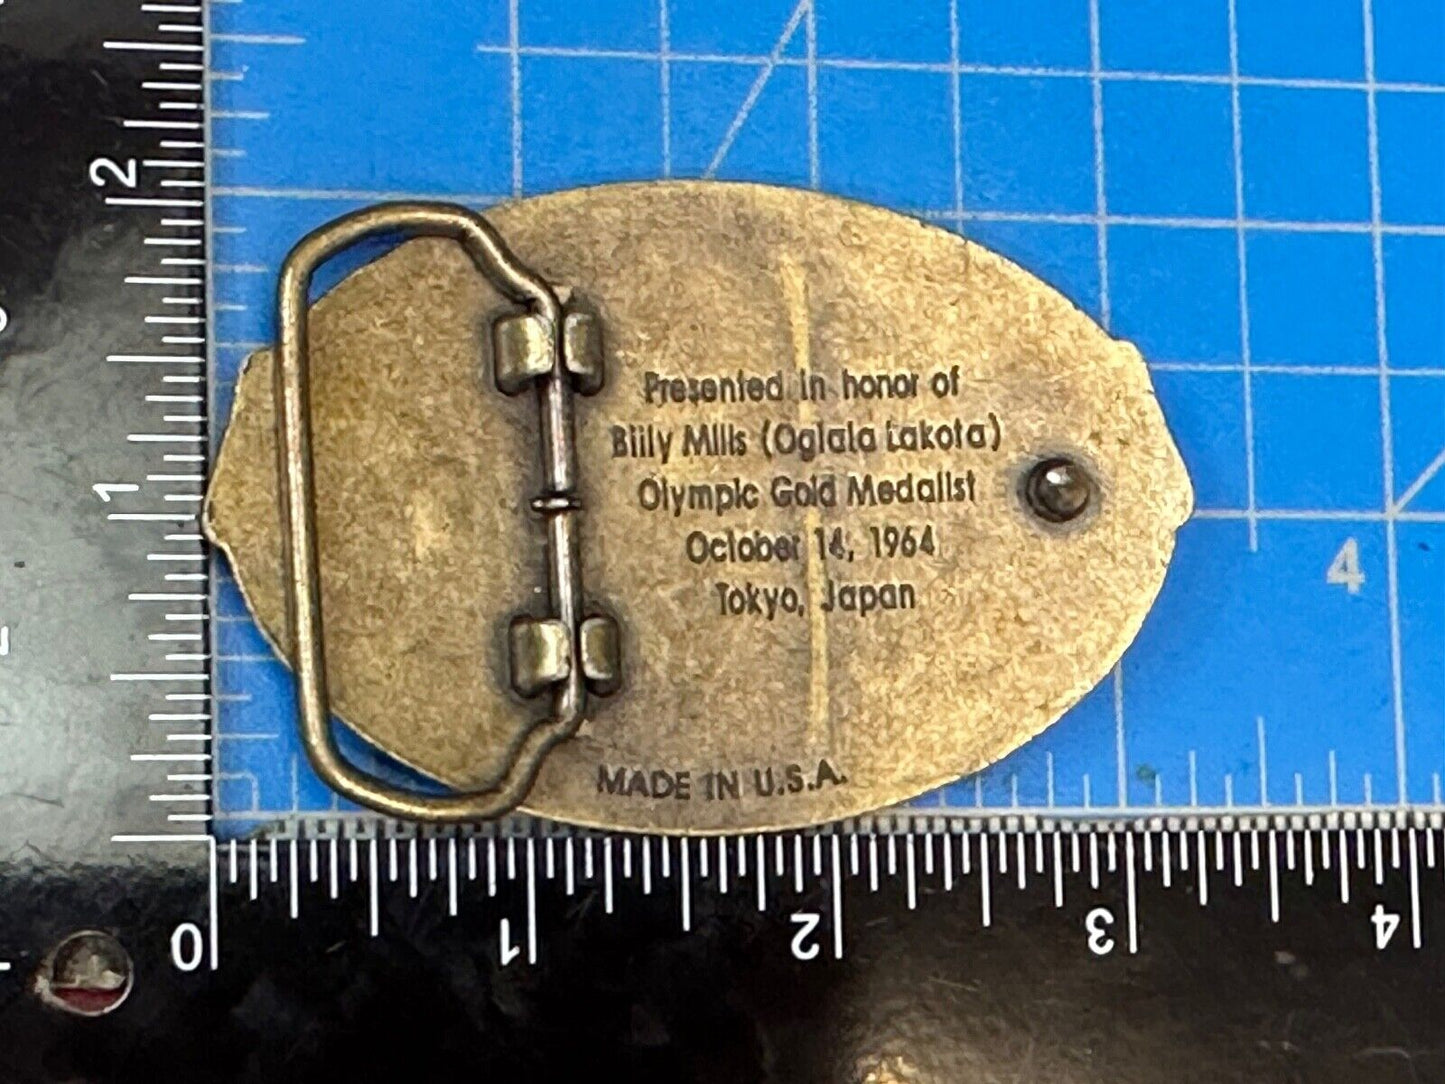 Presented in honor of
Billy Mills (Oglala Lakota)
Olympic Gold Medalist
October 14, 1964
Tokyo, Japan
MADE IN U.S.A.
2
1
0
1
2
3
4
4